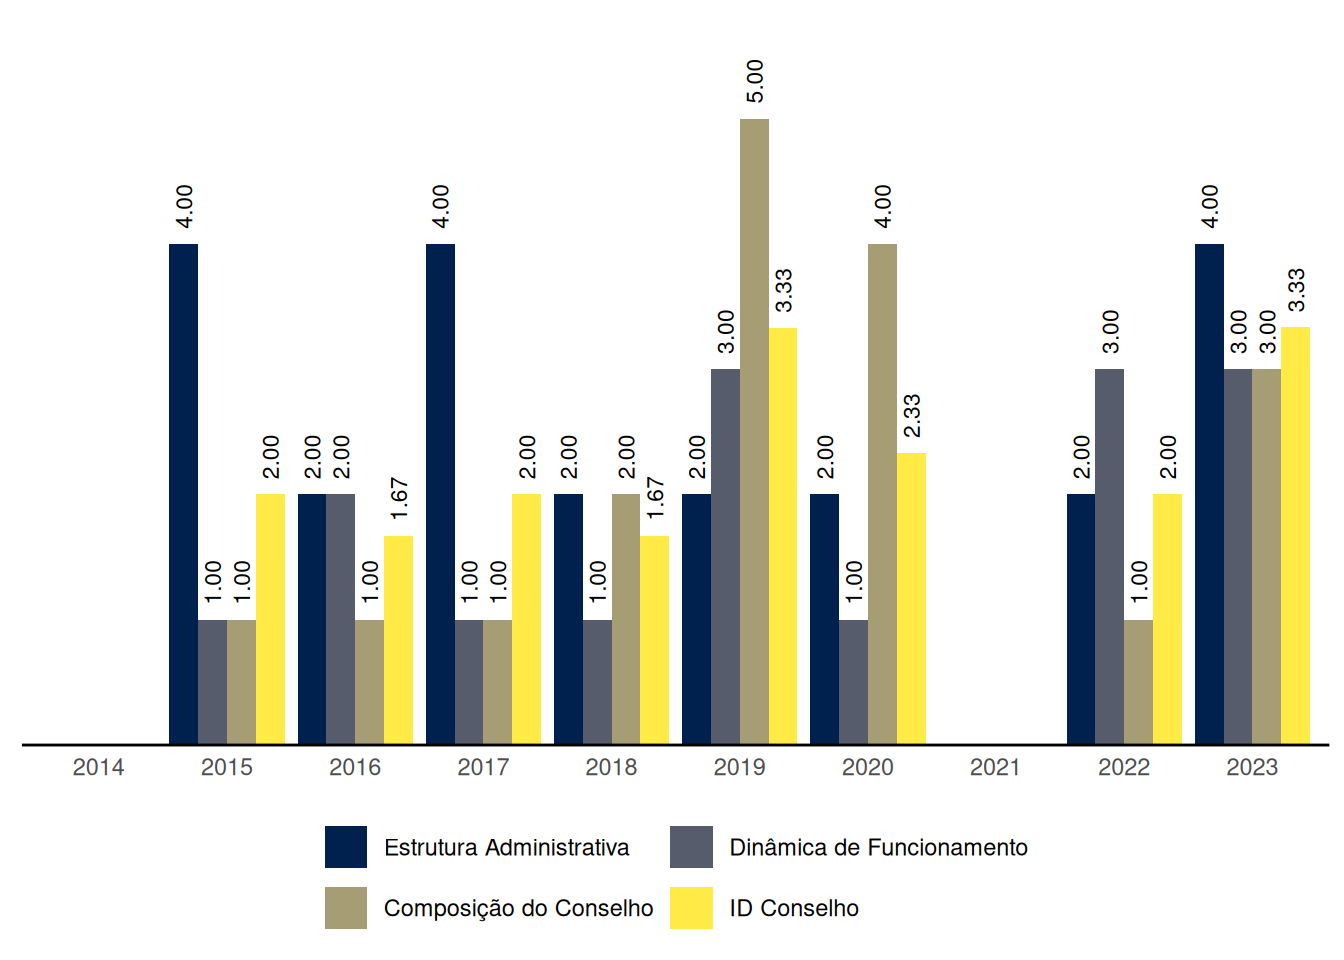 4.00 1.00 1.00 2.00
2.00 2.00 1.00 1.67
4.00 1.00 1.00 2.00
2.00 1.00 2.00 1.67
2.00 3.00 5.00 3.33
2.00 1.00 4.00 2.33
2.00 3.00 1.00 2.00
4.00 3.00 3.00 3.33
2014 2015 2016 2017 2018 2019 2020 2021 2022 2023
Estrutura Administrativa Dinâmica de Funcionamento
Composição do Conselho ID Conselho